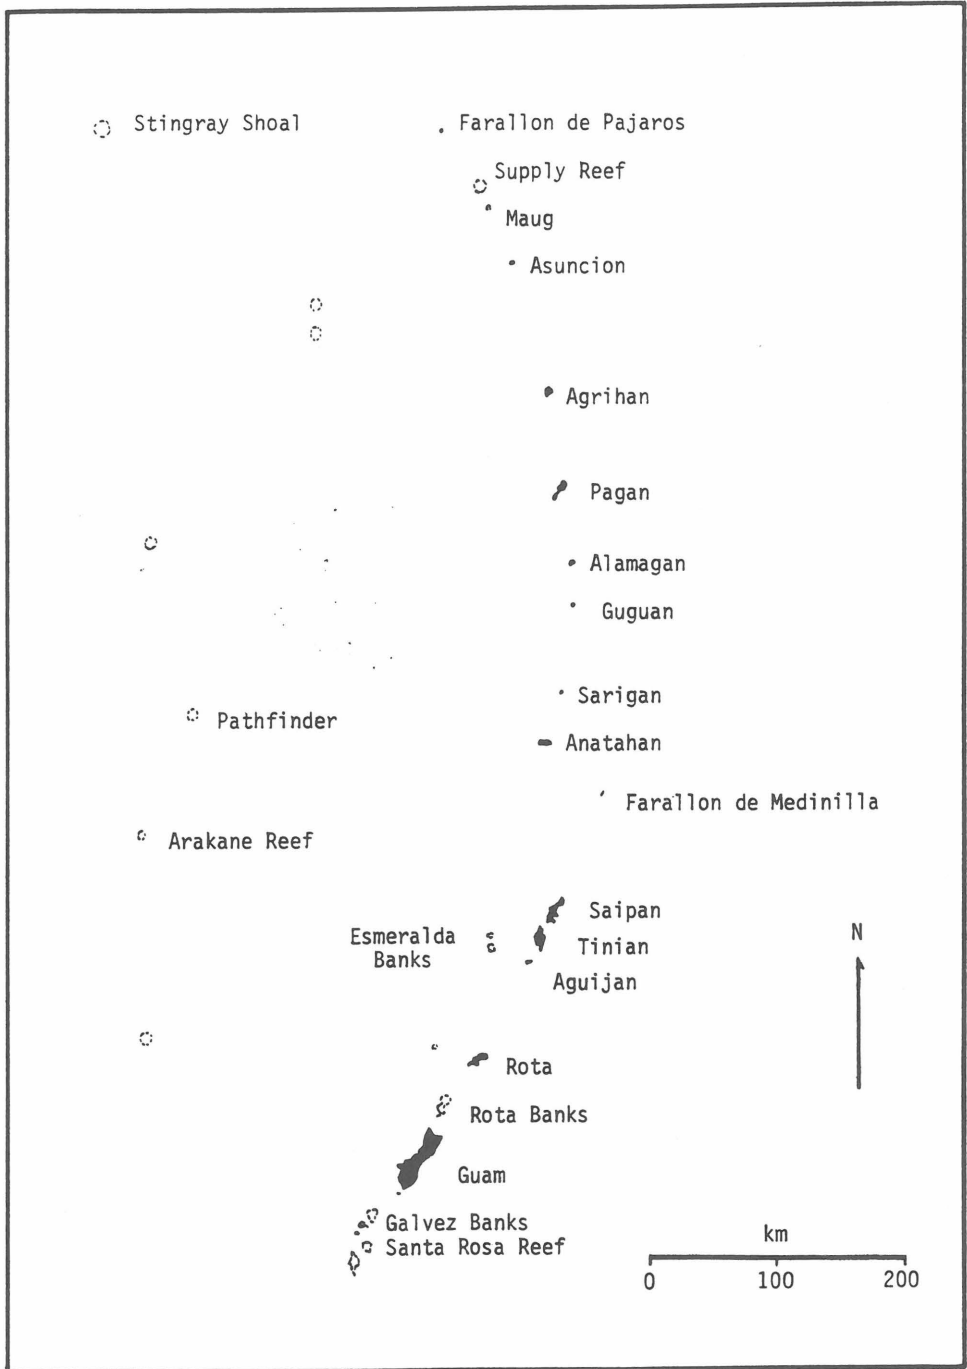 Stingray Shoal
Farallon de Pajaros
Supply Reef
Maug
Asuncion
Agrihan
Pagan
Alamagan
Guguan
Sarigan
Pathfinder
Anatahan
Farallon de Medinilla
Arakane Reef
Saipan
Esmeralda
Banks
Tinian
Aguijan
N
Rota
Rota Banks
Guam
Galvez Banks
Santa Rosa Reef
km
0 100 200